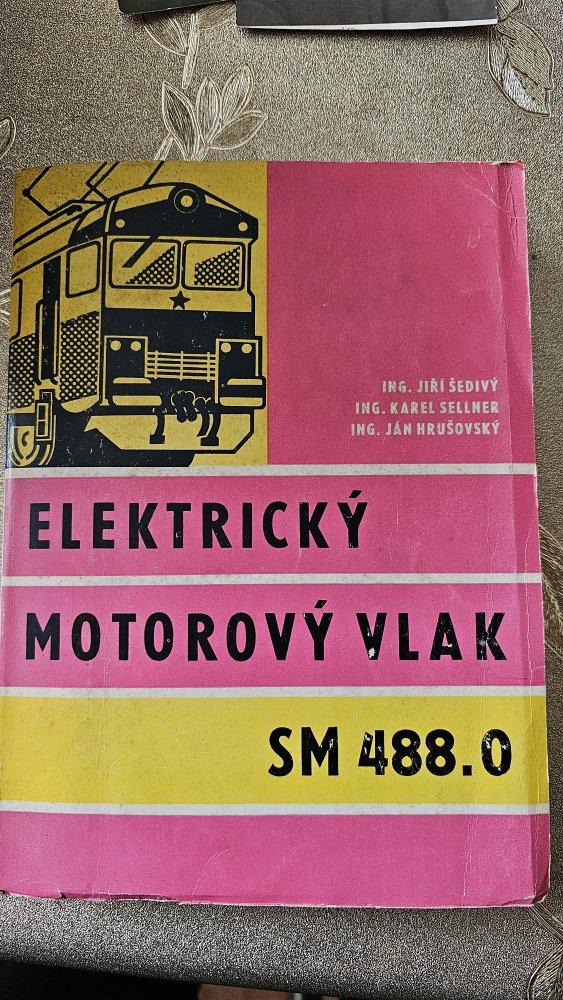 ING. JIŘÍ ŠEDIVÝ
ING. KAREL SELLNER
ING. JÁN HRUŠOVSKÝ
ELEKTRICKÝ
MOTOROVÝ VLAK
SM 488.0